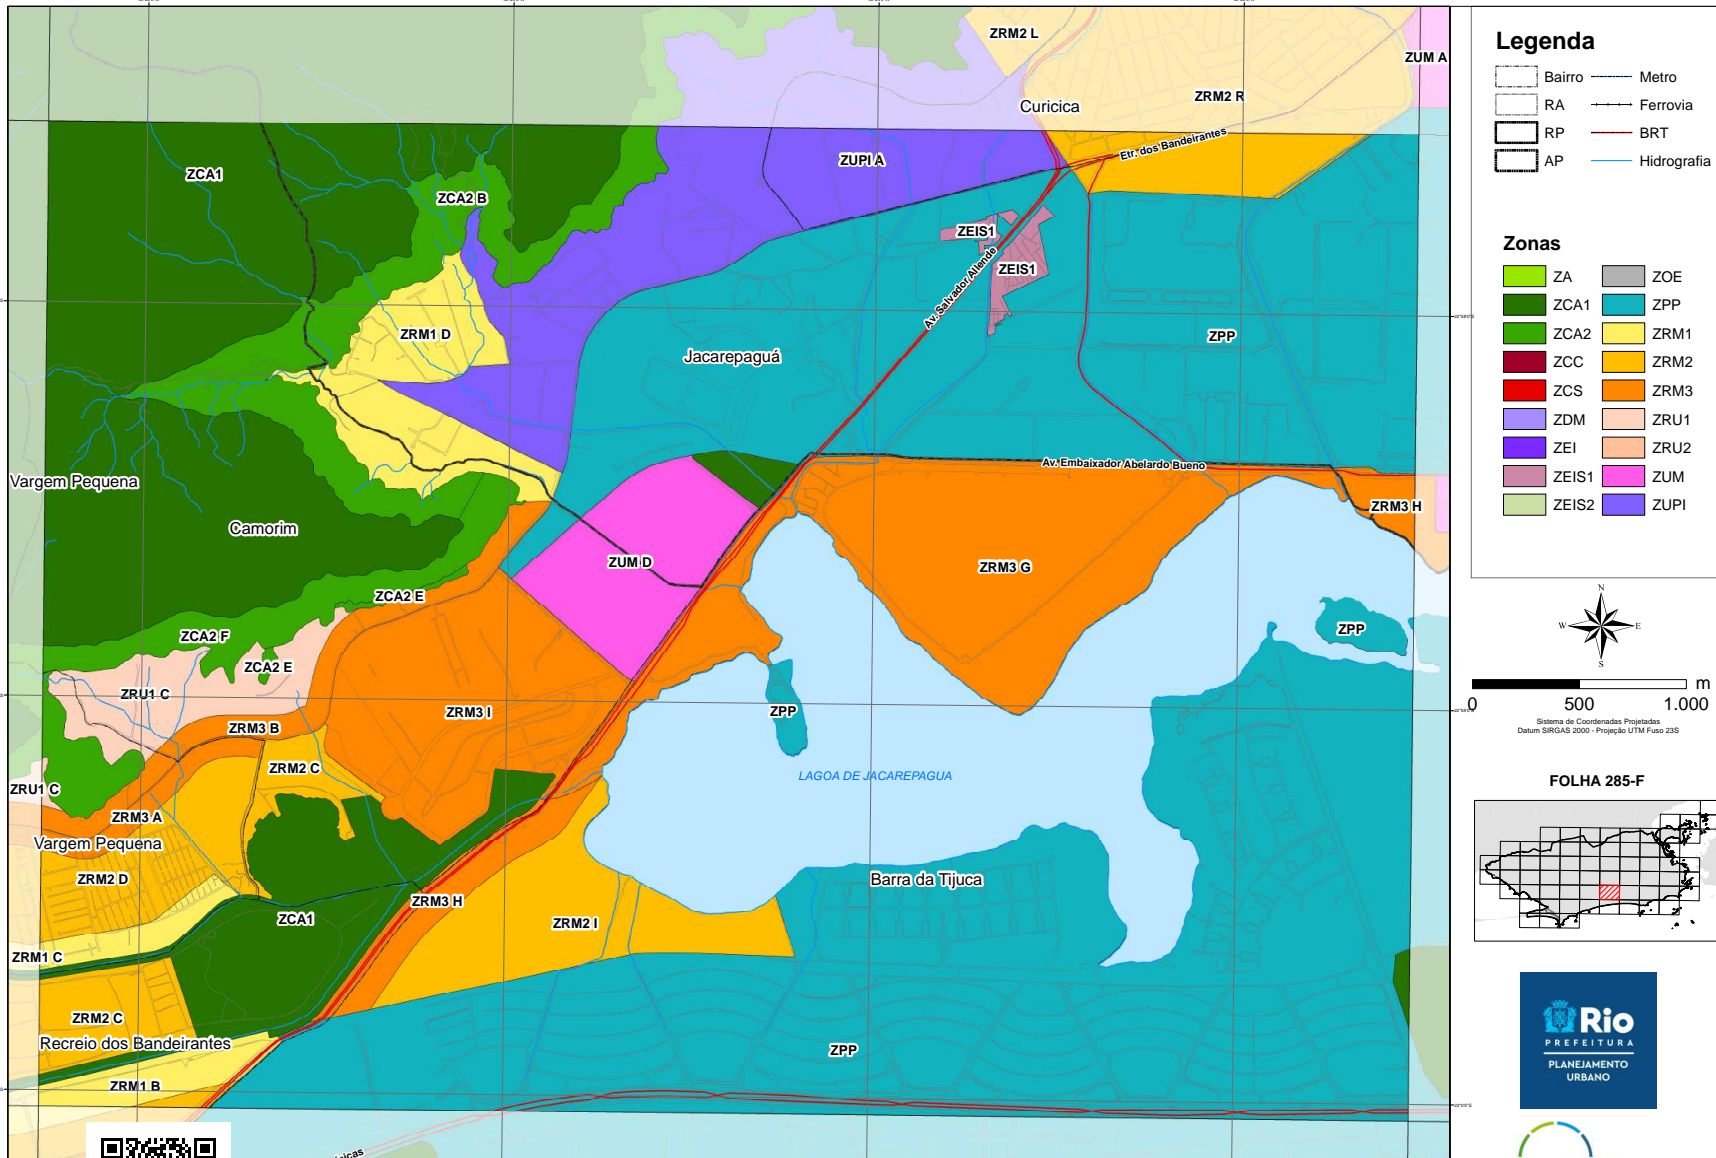 ZRM2 L
ZUM A
ZRM2 R
Curicica
Etr. dos Bandeirantes
ZUPI A
ZCA1
ZCA2 B
ZEIS1
ZEIS1
Av. Salvador Allende
ZRM1 D
ZPP
Jacarepaguá
Av. Embaixador Abelardo Bueno
Vargem Pequena
Camorim
ZRM3 H
ZUM D
ZRM3 G
ZCA2 E
ZCA2 F
ZPP
ZCA2 E
ZRU1 C
ZRM3 I
ZPP
ZRM3 B
ZRM2 C
LAGOA DE JACAREPAGUA
ZRU1 C
ZRM3 A
Vargem Pequena
ZRM2 D
Barra da Tijuca
ZRM3 H
ZCA1
ZRM2 I
ZRM1 C
ZRM2 C
Recreio dos Bandeirantes
ZPP
ZRM1 B
Legenda
Bairro
Metro
RA
Ferrovia
RP
BRT
AP
Hidrografia
Zonas
ZA
ZOE
ZCA1
ZPP
ZCA2
ZRM1
ZCC
ZRM2
ZCS
ZRM3
ZDM
ZRU1
ZEI
ZRU2
ZEIS1
ZUM
ZEIS2
ZUPI
N
W
E
S
m
0
500
1.000
Sistema de Coordenadas Projetadas
Datum SIRGAS 2000 - Projeção UTM Fuso 23S
FOLHA 285-F
Rio
PREFEITURA
PLANEJAMENTO
URBANO